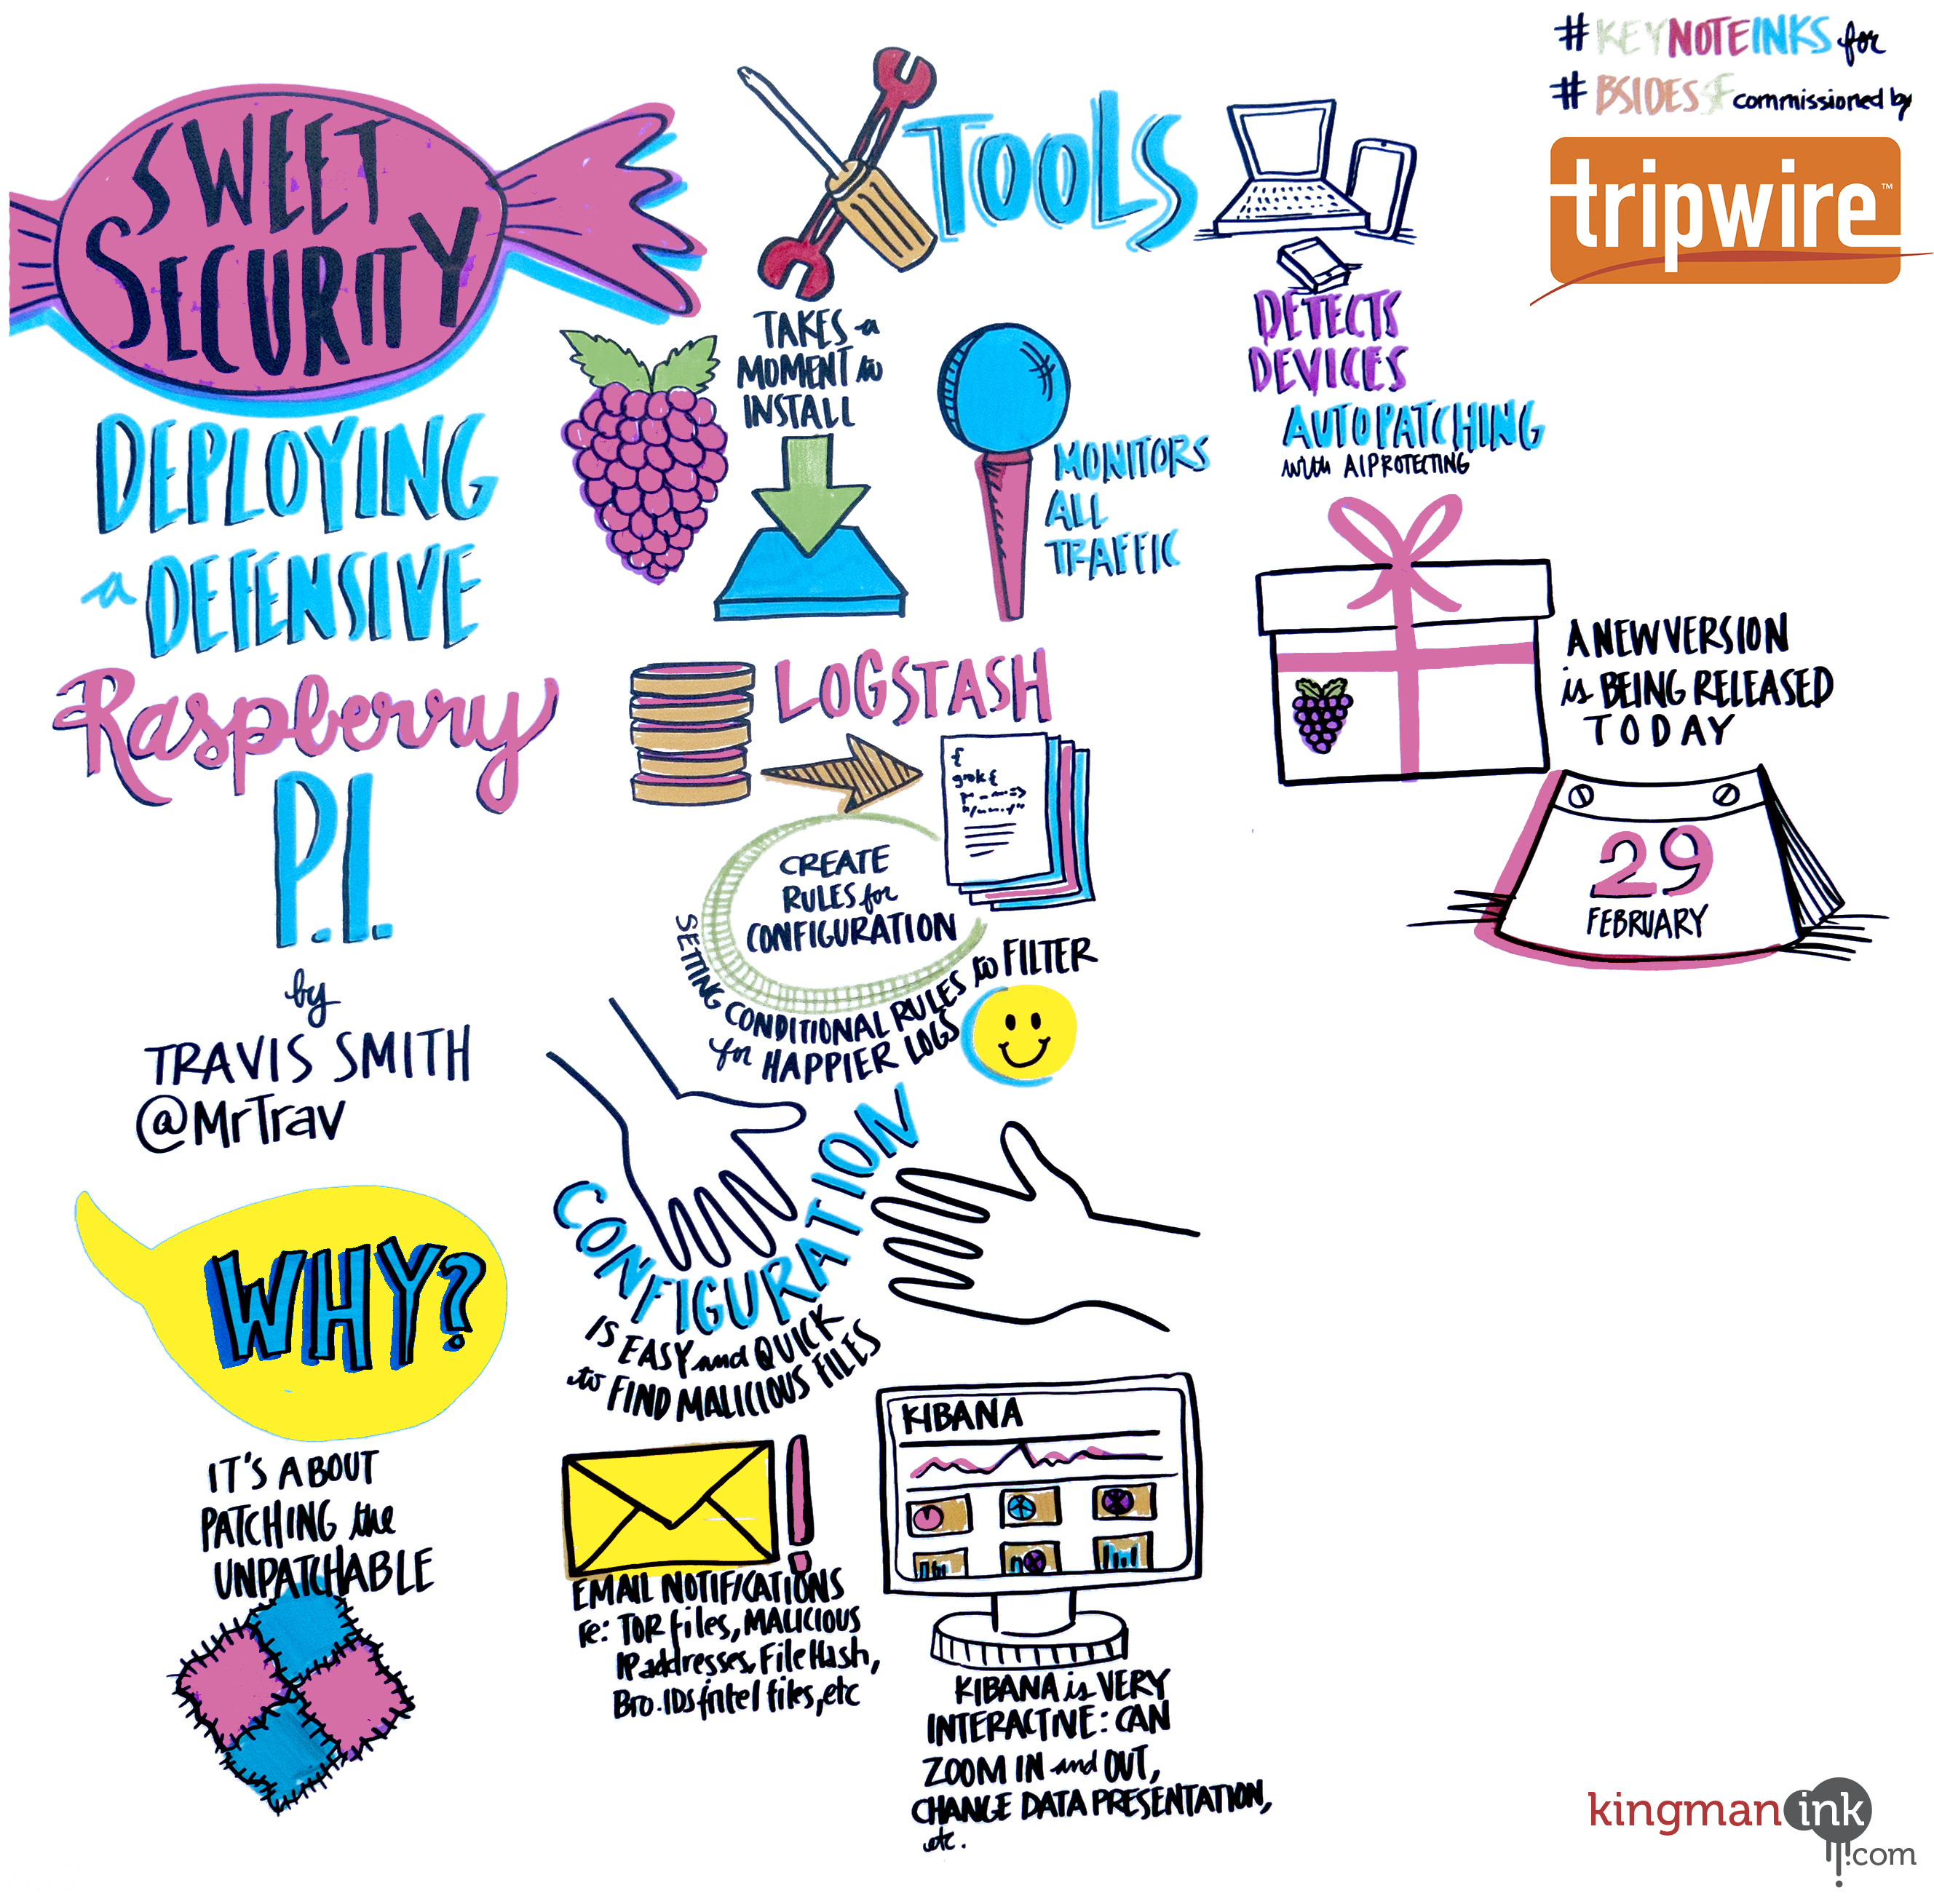 SWEET
SECURITY
DEPLOYING
a DEFENSIVE
Raspberry
P.I.
by
TRAVIS SMITH
@MrTrav
WHY?
IT'S ABOUT
PATCHING the
UNPATCHABLE
TOOLS
TAKES a
MOMENT to
INSTALL
MONITORS
ALL
TRAFFIC
LOGSTASH
{
grok {
CREATE
RULES for
CONFIGURATION
SETTING CONDITIONAL RULES to FILTER
for HAPPIER LOGS
CONFIGURATION
IS EASY and QUICK
to FIND MALICIOUS FILES
EMAIL NOTIFICATIONS
re: TOR files, MALICIOUS
IP addresses, File Hash,
Bro.IDS intel files, etc
KIBANA
KIBANA is VERY
INTERACTIVE: CAN
ZOOM IN and OUT,
CHANGE DATA PRESENTATION,
etc.
DETECTS
DEVICES
AUTOPATCHING
with AIPROTECTING
A NEW VERSION
is BEING RELEASED
TODAY
29
FEBRUARY
#KEYNOTEINKS for
#BSIDESSF commissioned by
tripwire™
kingmanink
.com